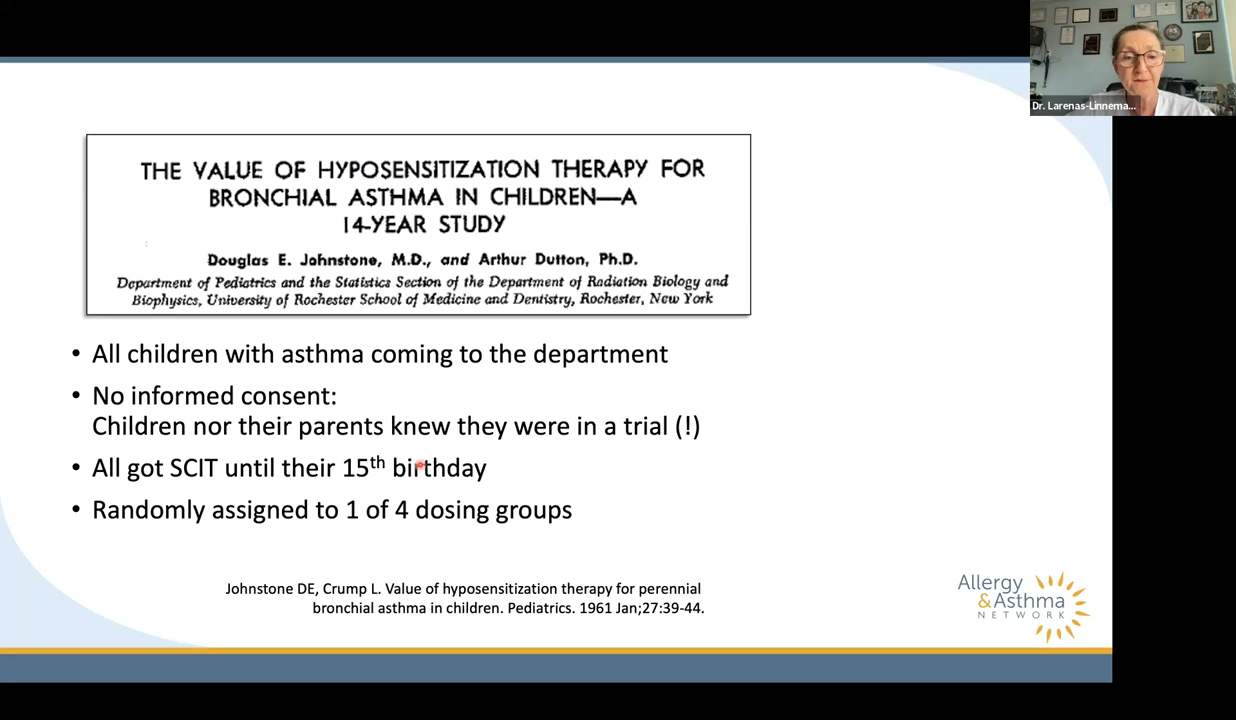 Dr. Larenas-Linnema...
THE VALUE OF HYPOSENSITIZATION THERAPY FOR
BRONCHIAL ASTHMA IN CHILDREN—A
14-YEAR STUDY
Douglas E. Johnstone, M.D., and Arthur Dutton, Ph.D.
Department of Pediatrics and the Statistics Section of the Department of Radiation Biology and
Biophysics, University of Rochester School of Medicine and Dentistry, Rochester, New York
• All children with asthma coming to the department
• No informed consent:
Children nor their parents knew they were in a trial (!)
• All got SCIT until their 15th birthday
• Randomly assigned to 1 of 4 dosing groups
Johnstone DE, Crump L. Value of hyposensitization therapy for perennial
bronchial asthma in children. Pediatrics. 1961 Jan;27:39-44.
Allergy
&Asthma
NETWORK